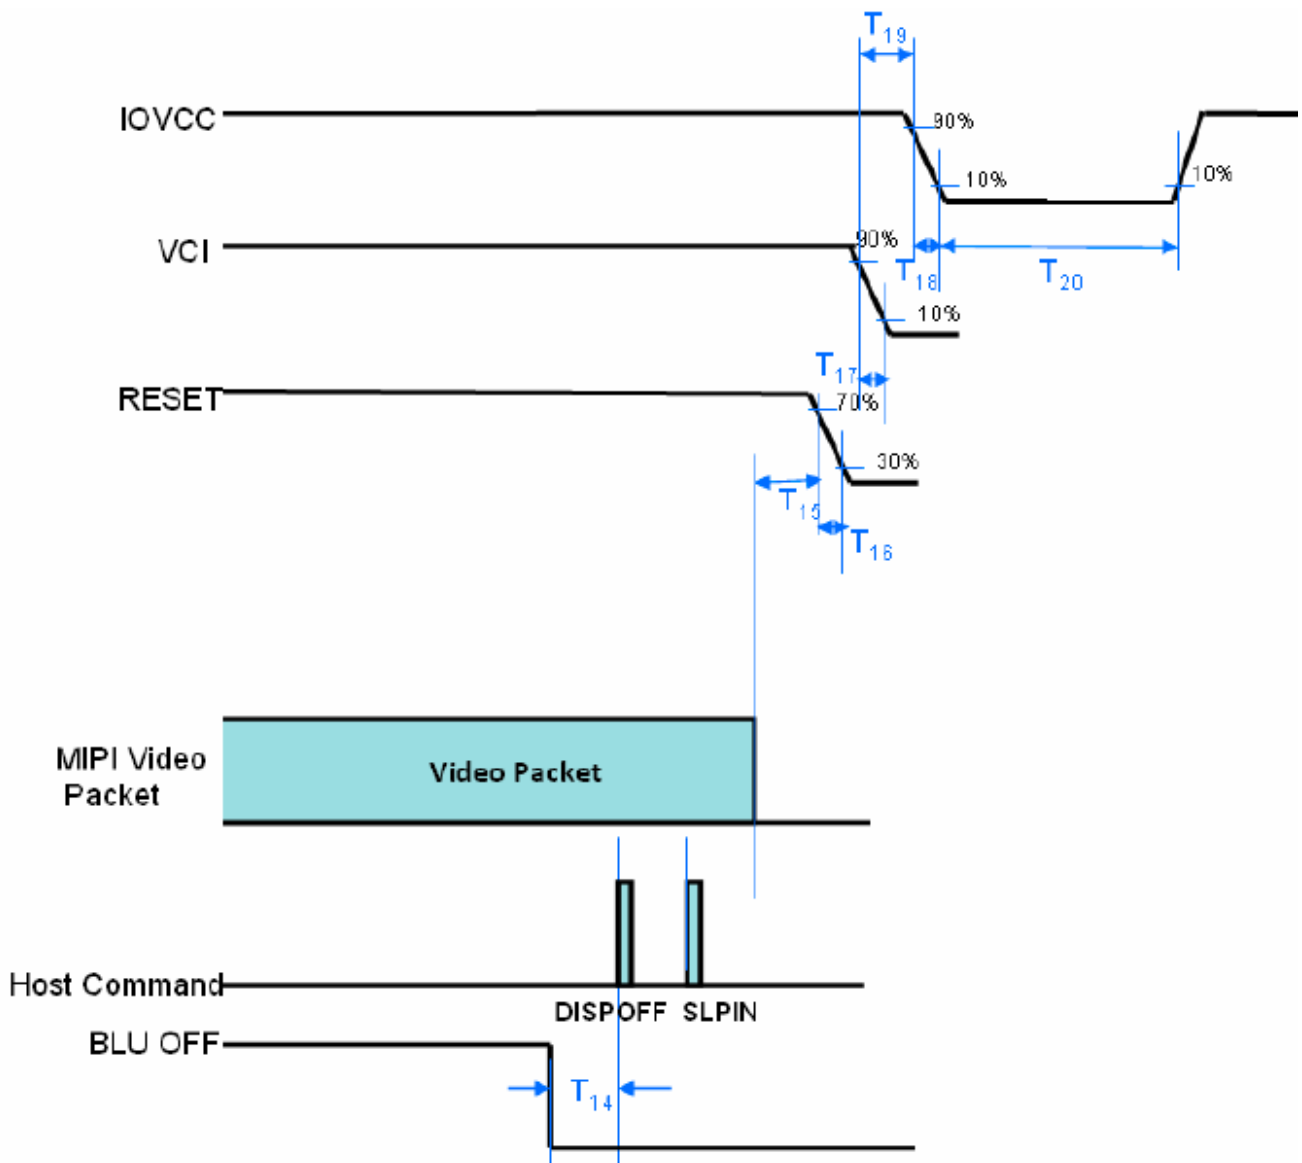 T19
IOVCC
90%
10%
10%
VCI
90%
T18
T20
10%
T17
RESET
70%
30%
T15
T16
MIPI Video
Packet
Video Packet
Host Command
DISPOFF SLPIN
BLU OFF
T14